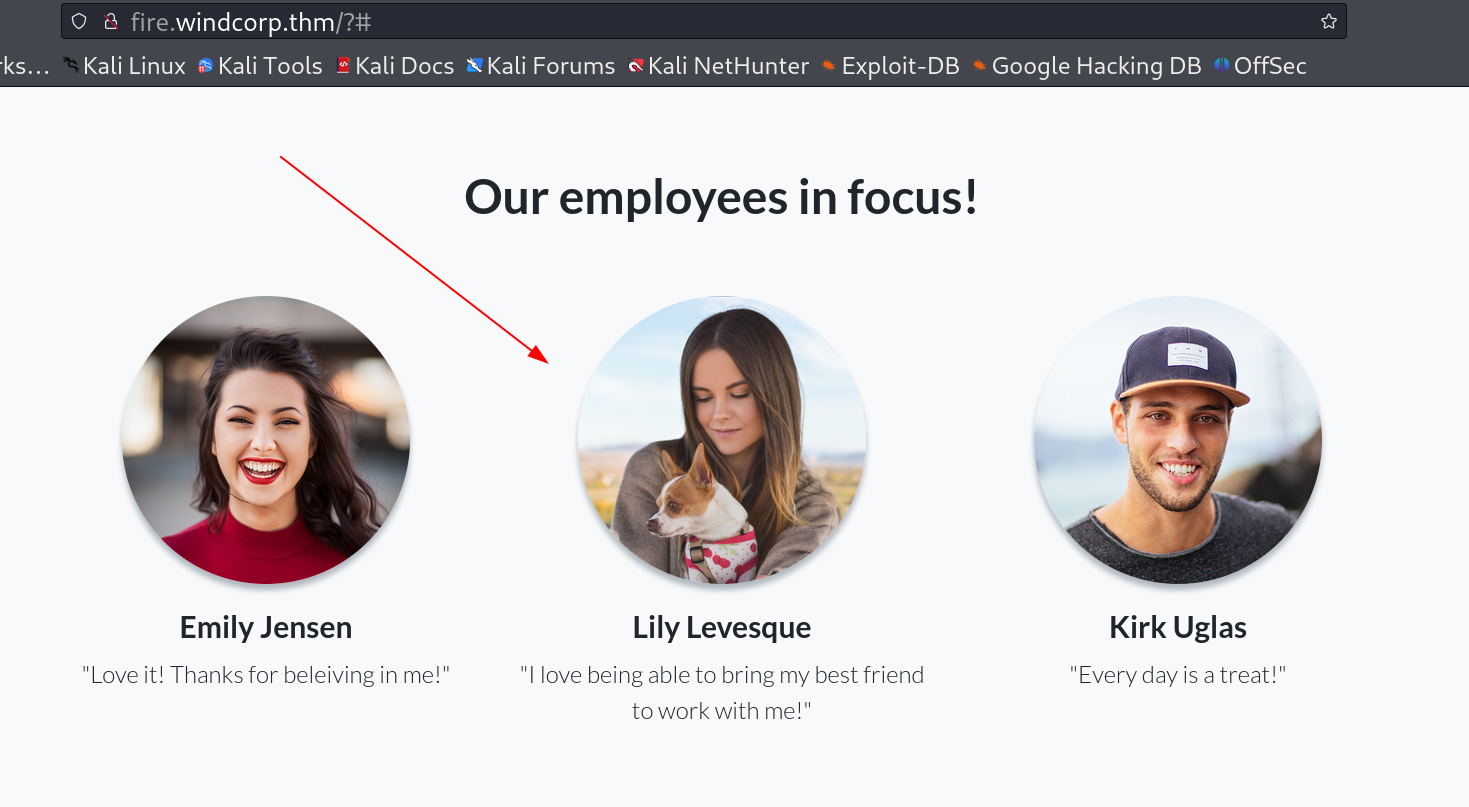 fire.windcorp.thm/?#
rks... Kali Linux Kali Tools Kali Docs Kali Forums Kali NetHunter Exploit-DB Google Hacking DB OffSec
Our employees in focus!
Emily Jensen
"Love it! Thanks for beleiving in me!"
Lily Levesque
"I love being able to bring my best friend
to work with me!"
Kirk Uglas
"Every day is a treat!"